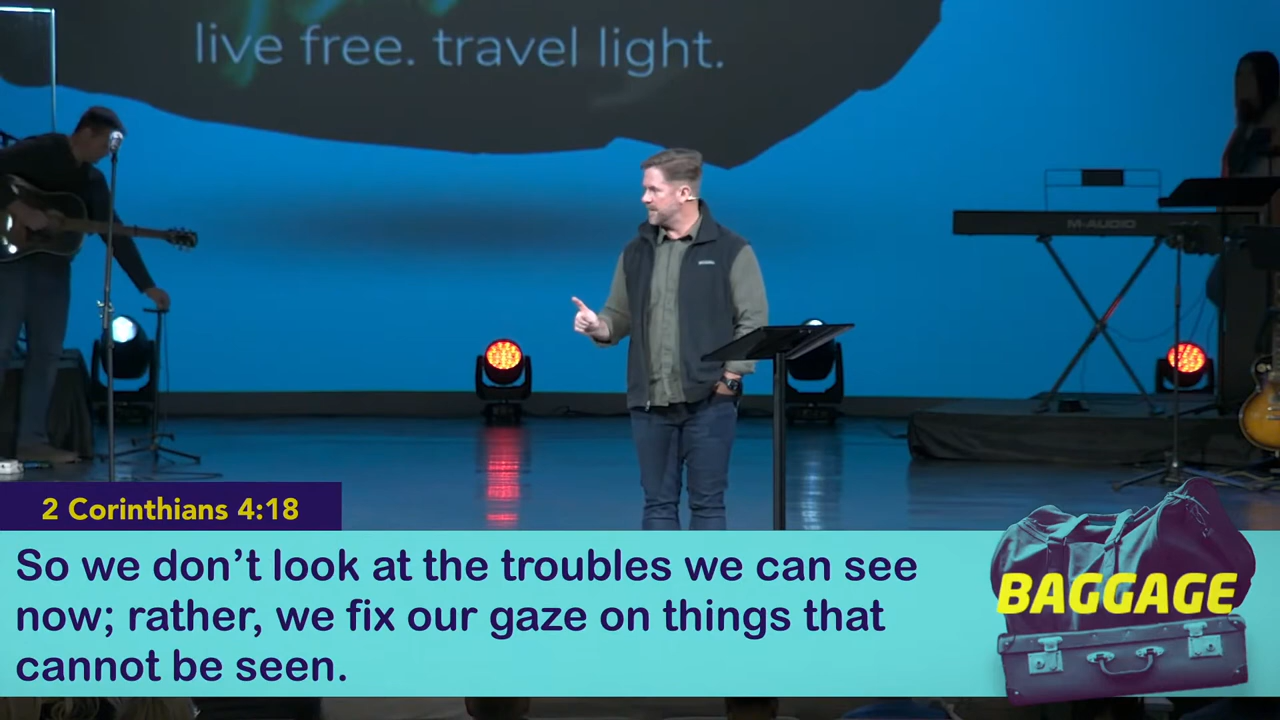 live free. travel light.
M-AUDIO
2 Corinthians 4:18
So we don’t look at the troubles we can see
now; rather, we fix our gaze on things that
cannot be seen.
BAGGAGE